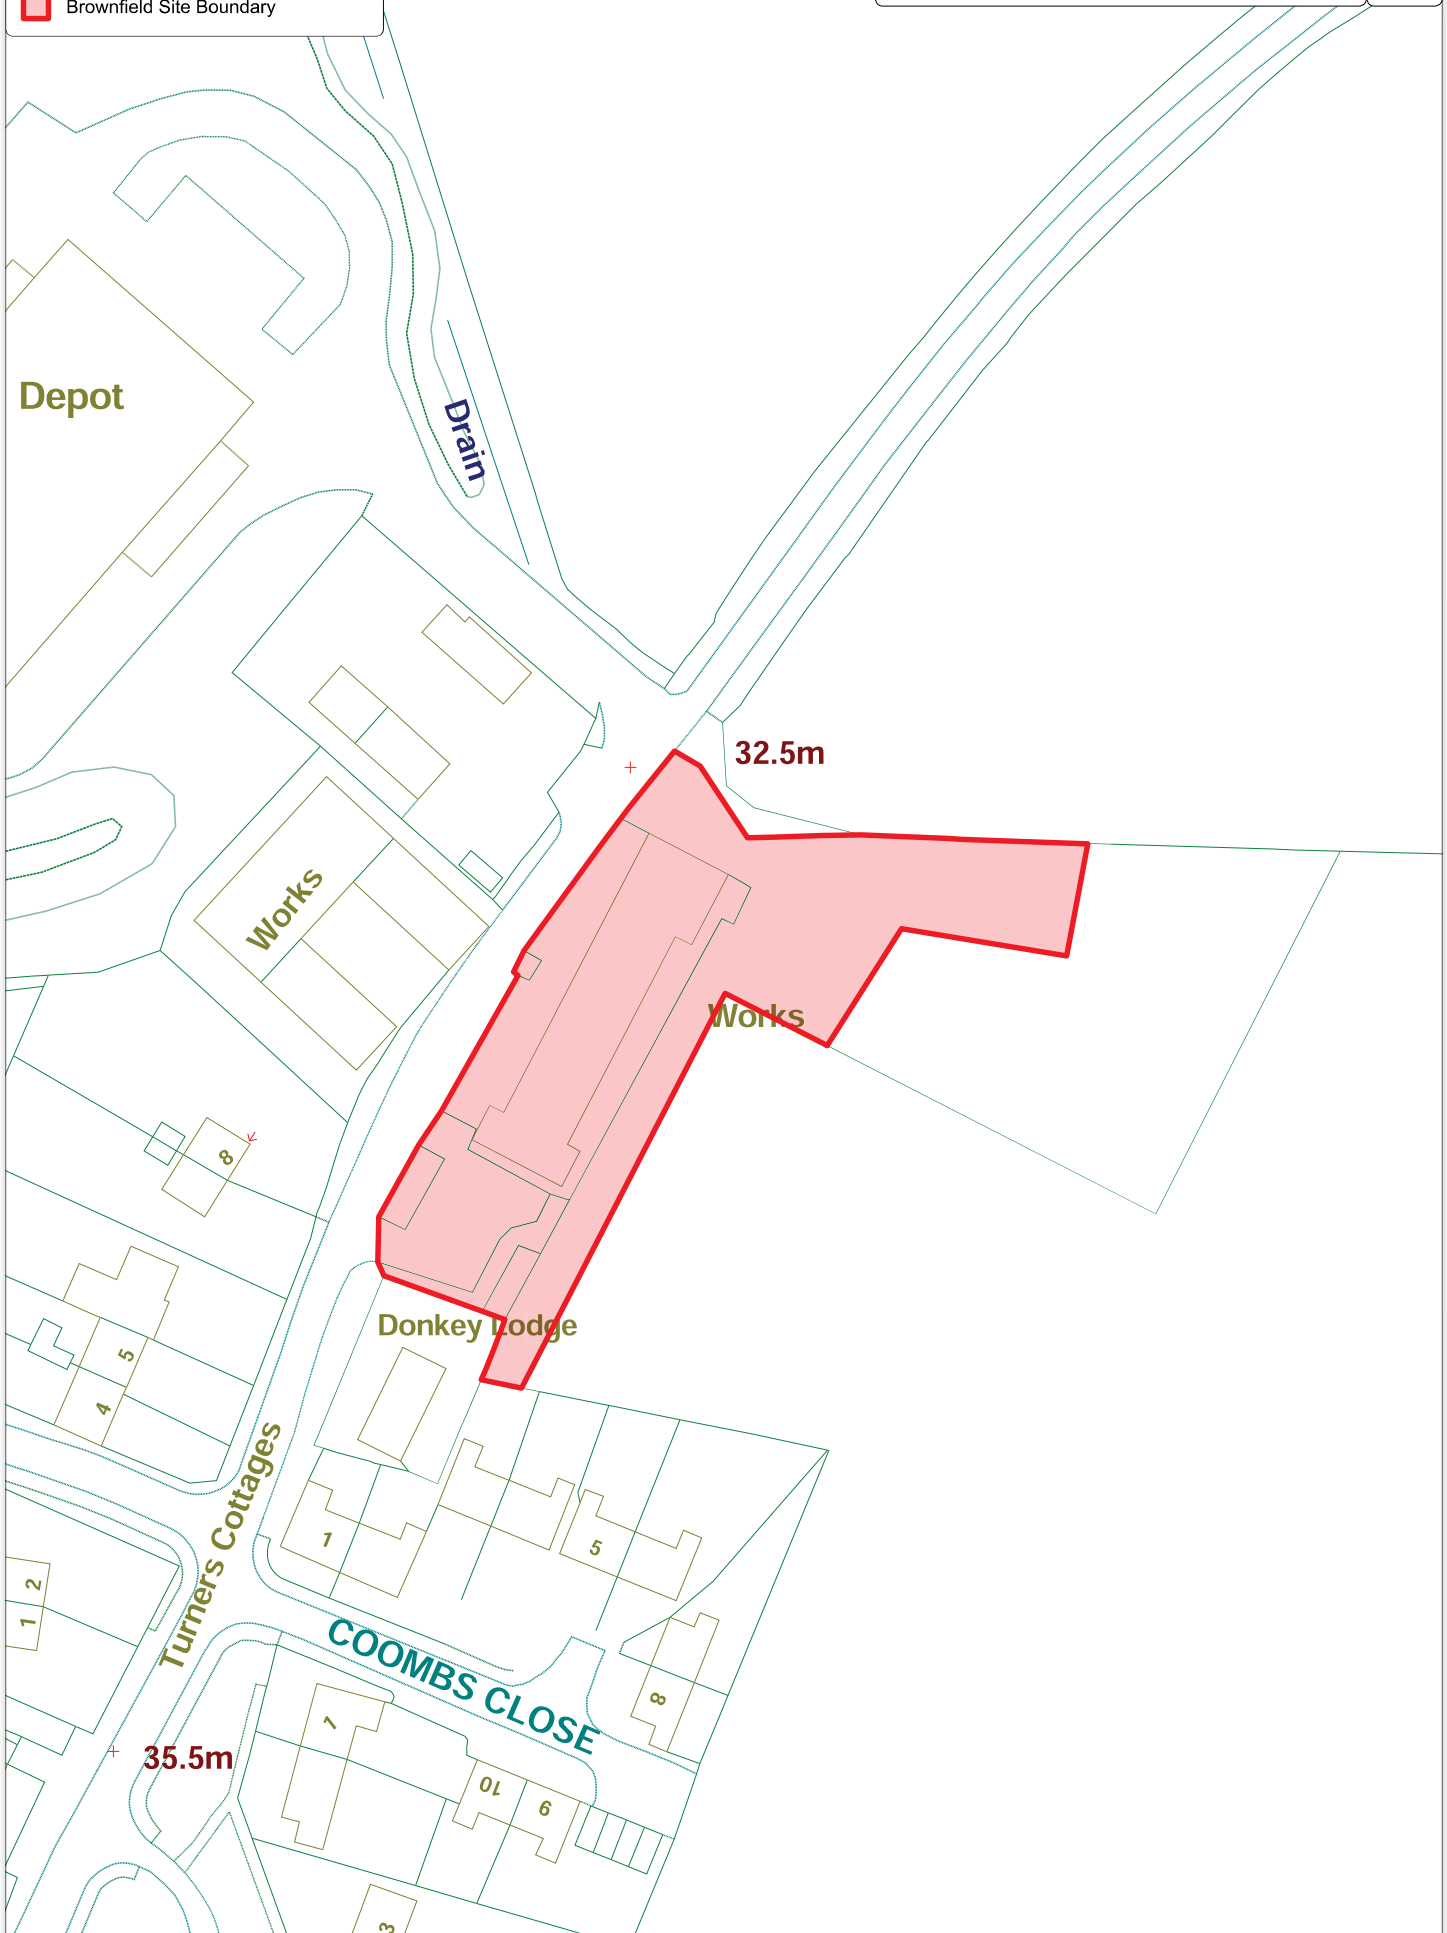 Brownfield Site Boundary
Depot
Drain
32.5m
Works
Works
8
Donkey Lodge
5
4
Turners Cottages
1
5
2
1
COOMBS CLOSE
8
7
35.5m
10
9
3